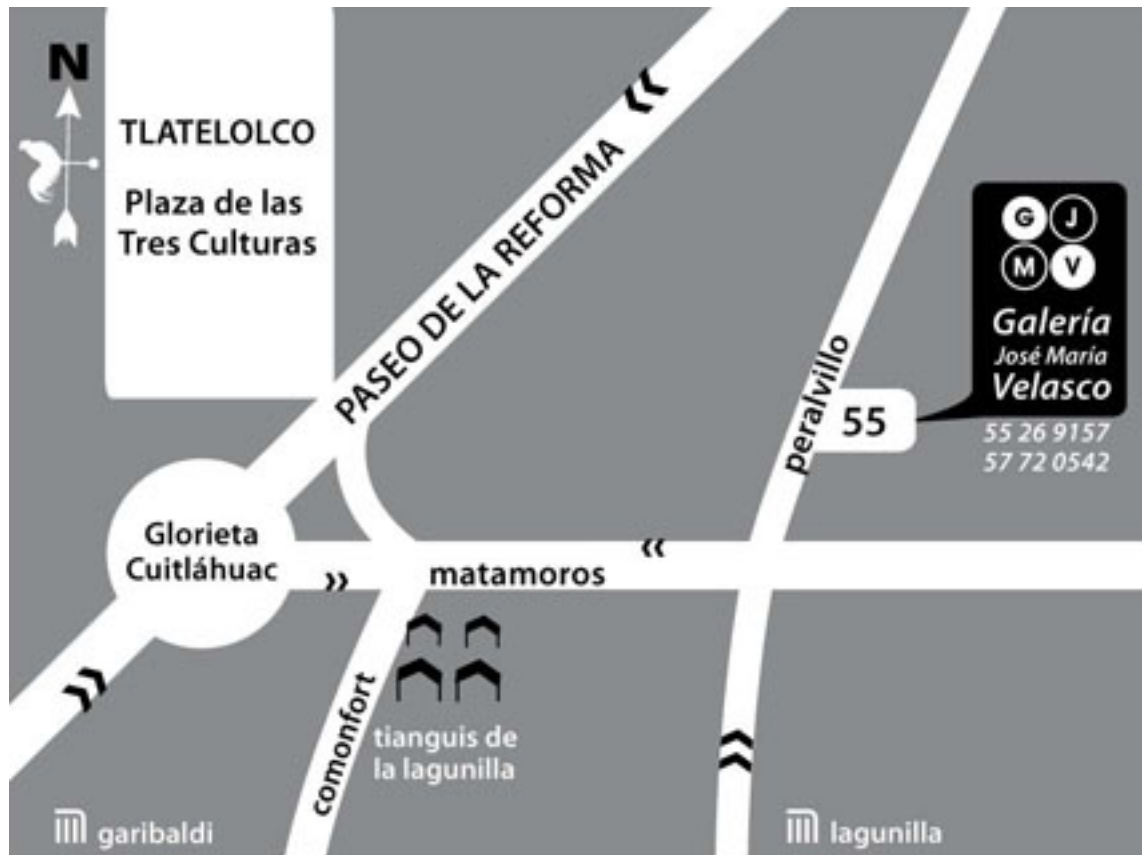 N
TLATELOLCO
Plaza de las
Tres Culturas
PASEO DE LA REFORMA
G J
M V
Galería
José María
Velasco
55 26 9157
57 72 0542
peralvillo
55
Glorieta
Cuitláhuac
matamoros
comonfort
tianguis de
la lagunilla
garibaldi
lagunilla